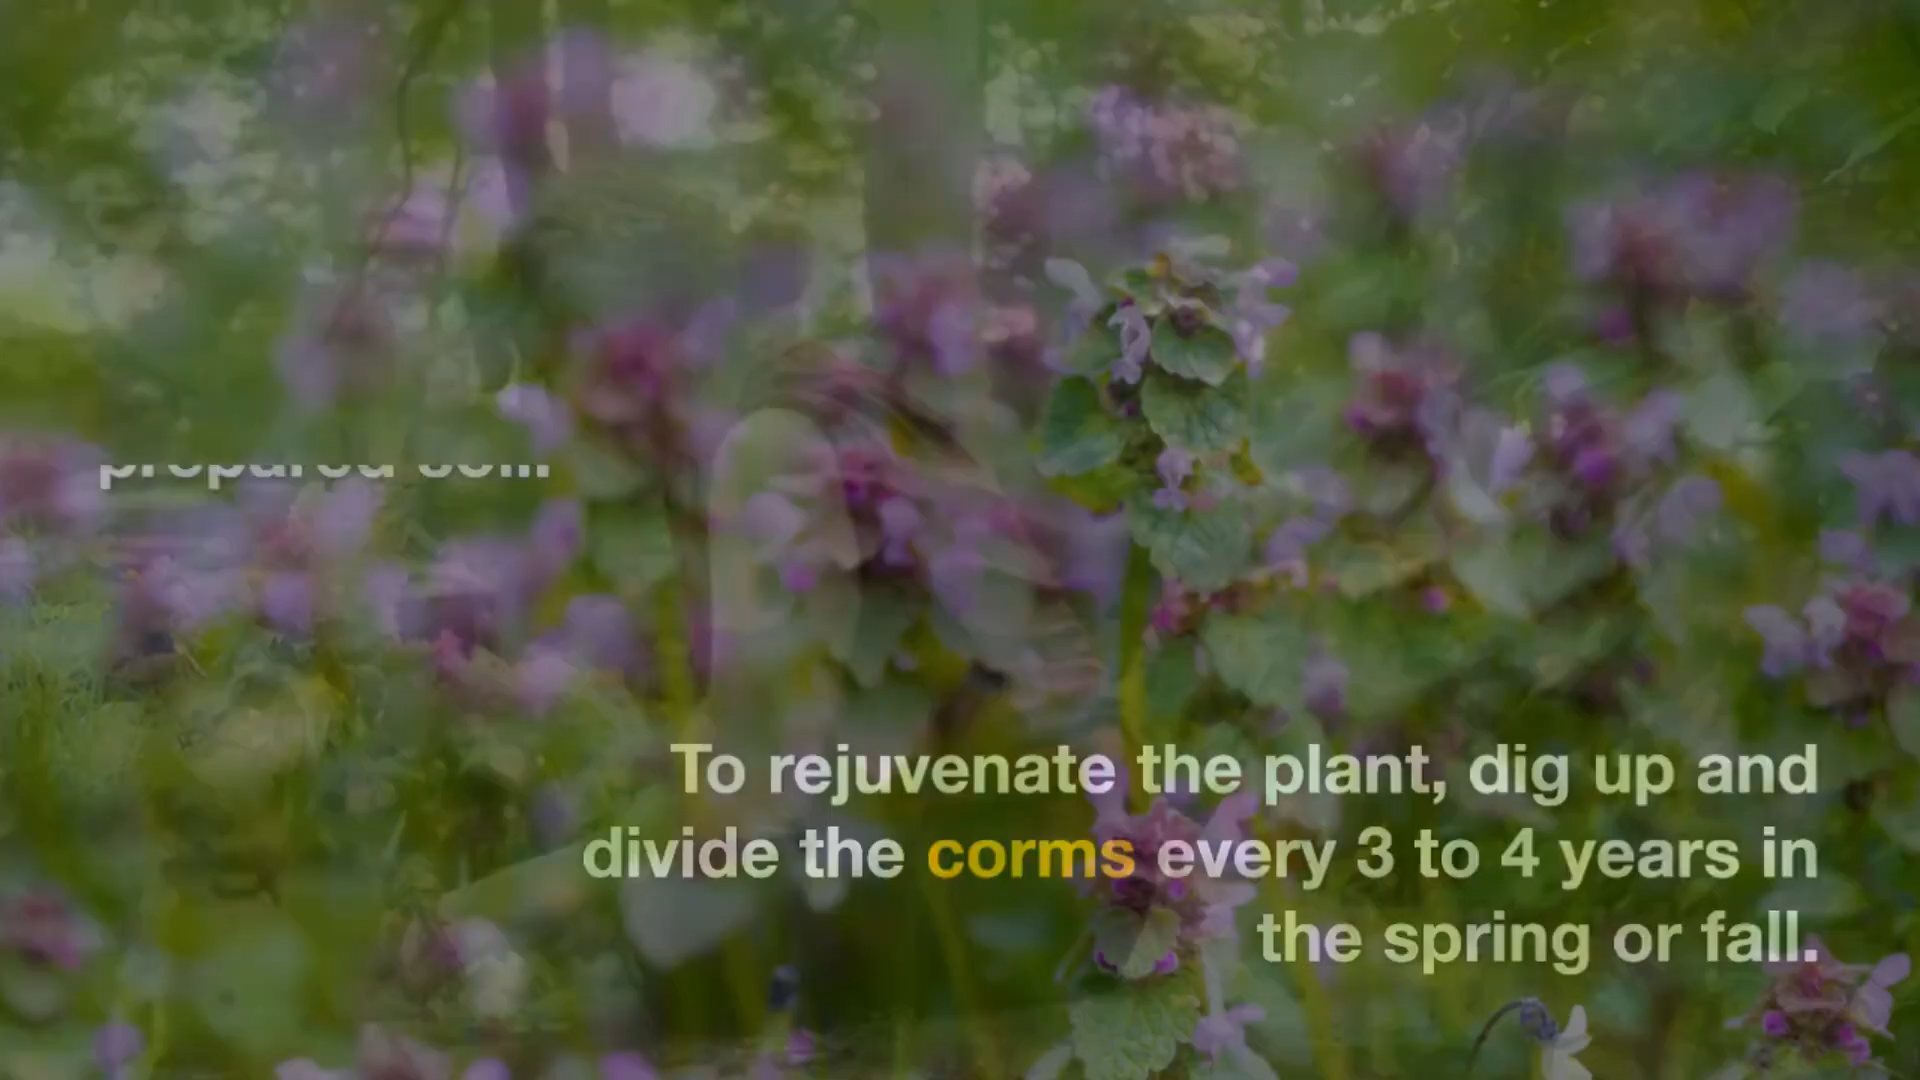 To rejuvenate the plant, dig up and
divide the corms every 3 to 4 years in
the spring or fall.